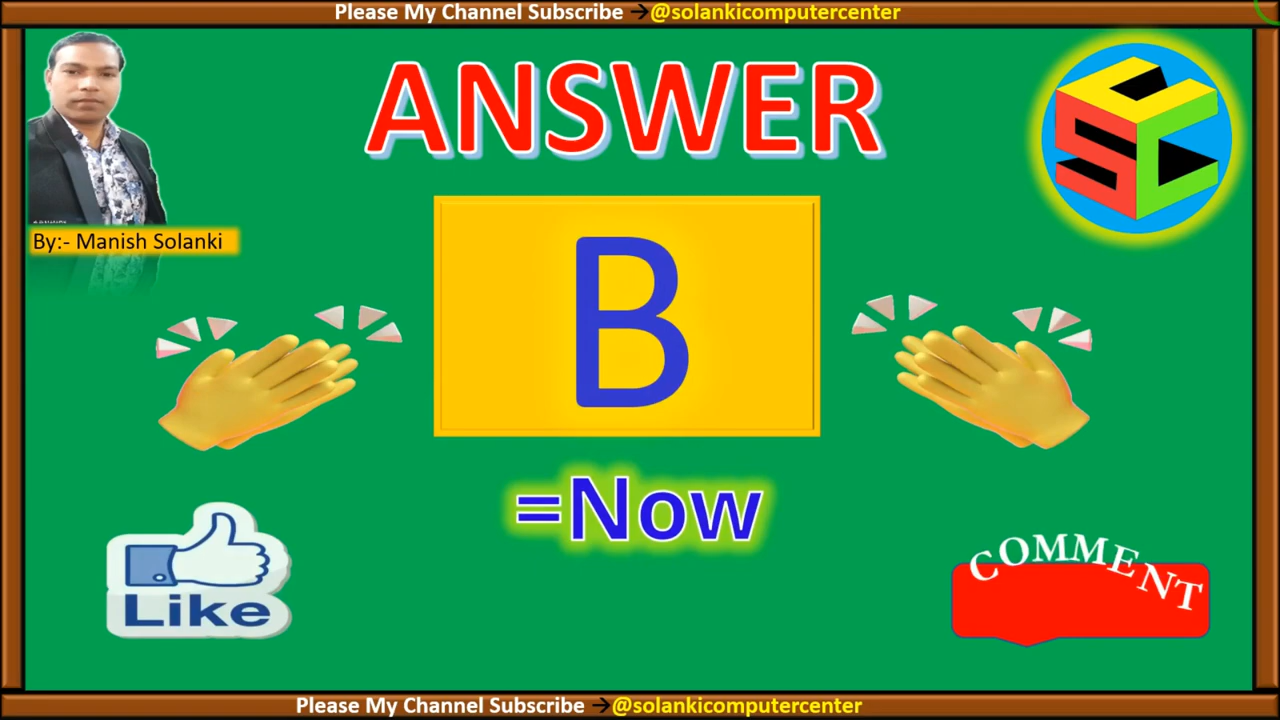 Please My Channel Subscribe →@solankicomputercenter
ANSWER
By:- Manish Solanki
B
=Now
Like
COMMENT
Please My Channel Subscribe →@solankicomputercenter